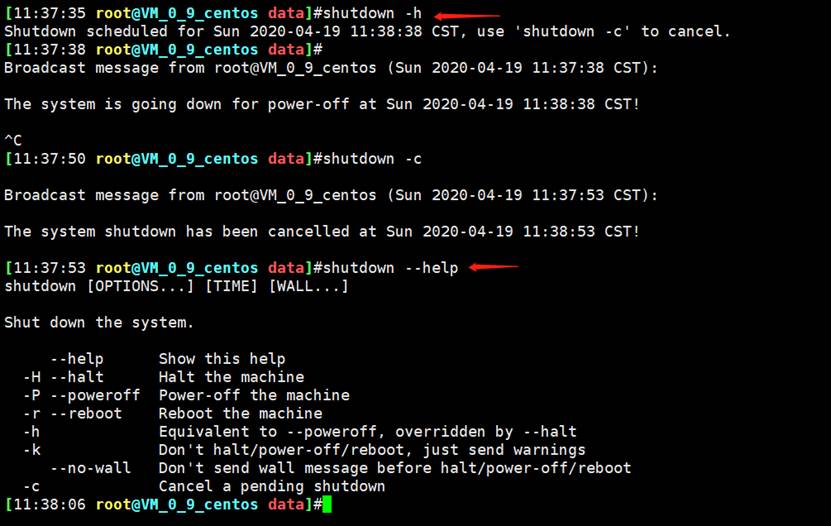 [11:37:35 root@VM_0_9_centos data]#shutdown -h
Shutdown scheduled for Sun 2020-04-19 11:38:38 CST, use 'shutdown -c' to cancel.
[11:37:38 root@VM_0_9_centos data]#
Broadcast message from root@VM_0_9_centos (Sun 2020-04-19 11:37:38 CST):
The system is going down for power-off at Sun 2020-04-19 11:38:38 CST!
^C
[11:37:50 root@VM_0_9_centos data]#shutdown -c
Broadcast message from root@VM_0_9_centos (Sun 2020-04-19 11:37:53 CST):
The system shutdown has been cancelled at Sun 2020-04-19 11:38:53 CST!
[11:37:53 root@VM_0_9_centos data]#shutdown --help
shutdown [OPTIONS...] [TIME] [WALL...]
Shut down the system.
     --help      Show this help
  -H --halt      Halt the machine
  -P --poweroff  Power-off the machine
  -r --reboot    Reboot the machine
  -h             Equivalent to --poweroff, overridden by --halt
  -k             Don't halt/power-off/reboot, just send warnings
     --no-wall   Don't send wall message before halt/power-off/reboot
  -c             Cancel a pending shutdown
[11:38:06 root@VM_0_9_centos data]#